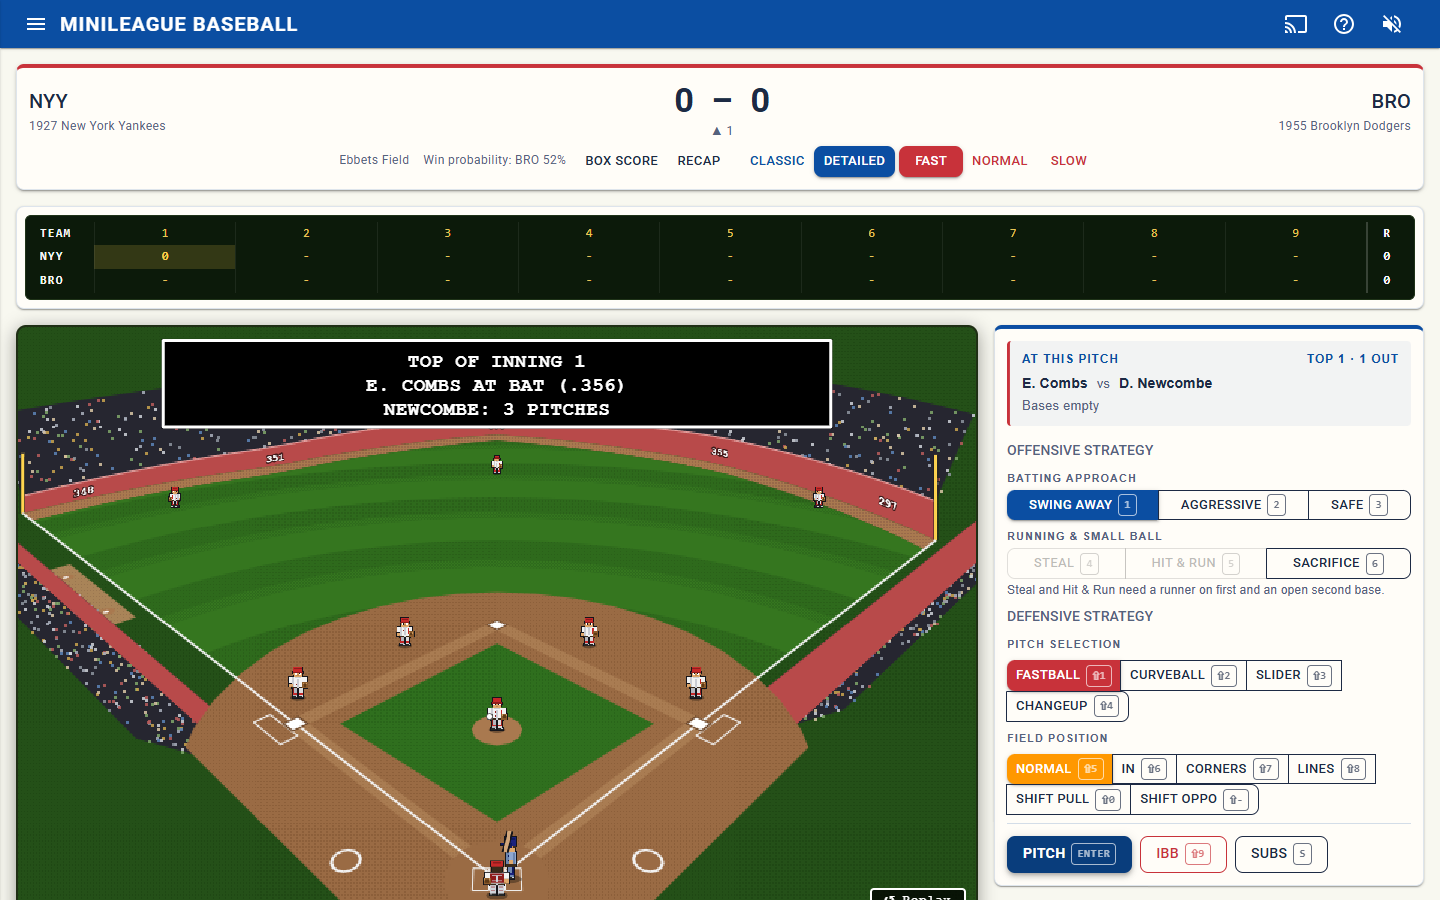 MINILEAGUE BASEBALL
NYY
0 – 0
BRO
1927 New York Yankees
▲ 1
1955 Brooklyn Dodgers
Ebbets Field Win probability: BRO 52% BOX SCORE RECAP CLASSIC DETAILED FAST NORMAL SLOW
TEAM 1 2 3 4 5 6 7 8 9 R
NYY 0 - - - - - - - - 0
BRO - - - - - - - - - 0
TOP OF INNING 1
E. COMBS AT BAT (.356)
NEWCOMBE: 3 PITCHES
348
351
297
AT THIS PITCH TOP 1 · 1 OUT
E. Combs vs D. Newcombe
Bases empty
OFFENSIVE STRATEGY
BATTING APPROACH
SWING AWAY 1 AGGRESSIVE 2 SAFE 3
RUNNING & SMALL BALL
STEAL 4 HIT & RUN 5 SACRIFICE 6
Steal and Hit & Run need a runner on first and an open second base.
DEFENSIVE STRATEGY
PITCH SELECTION
FASTBALL ⇧1 CURVEBALL ⇧2 SLIDER ⇧3
CHANGEUP ⇧4
FIELD POSITION
NORMAL ⇧5 IN ⇧6 CORNERS ⇧7 LINES ⇧8
SHIFT PULL ⇧0 SHIFT OPPO ⇧-
PITCH ENTER IBB ⇧9 SUBS S
↺ Replay